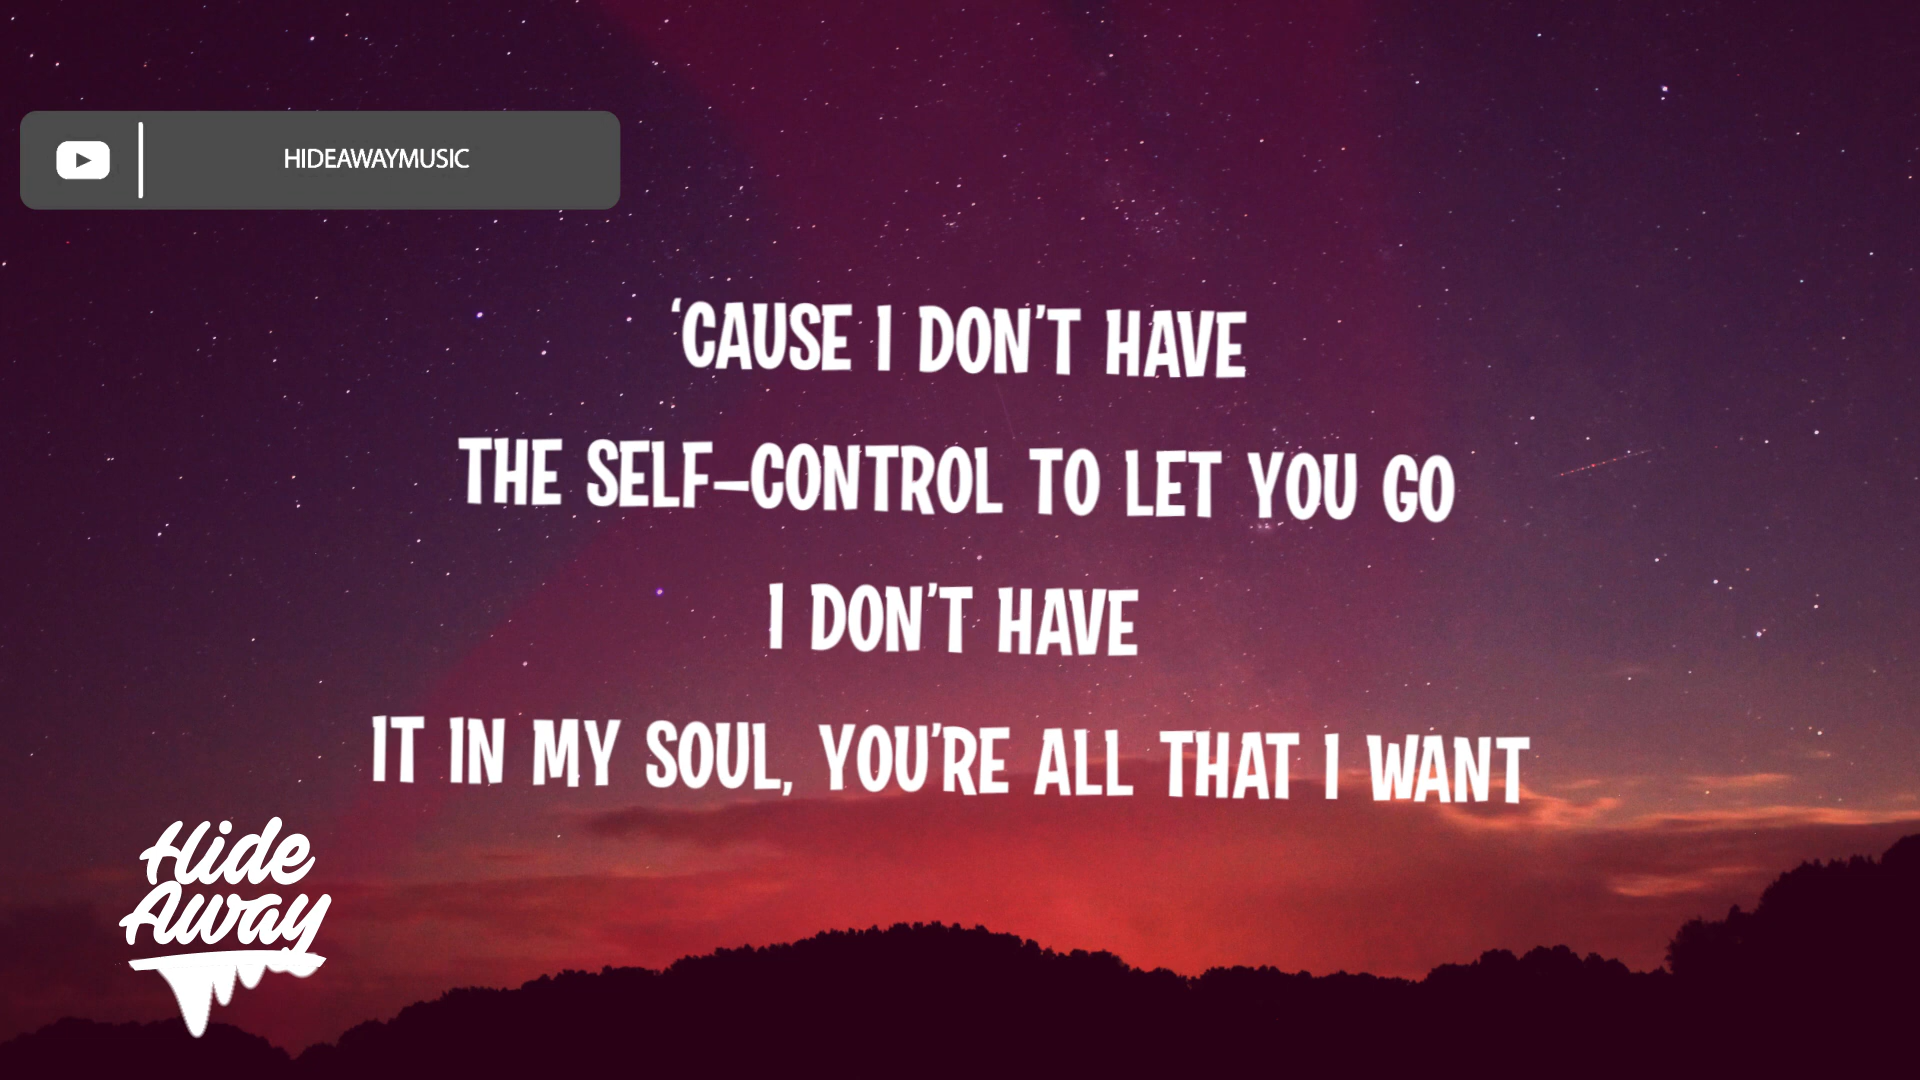 HIDEAWAYMUSIC
‘CAUSE I DON’T HAVE
THE SELF–CONTROL TO LET YOU GO
I DON’T HAVE
IT IN MY SOUL, YOU’RE ALL THAT I WANT
Hide
Away